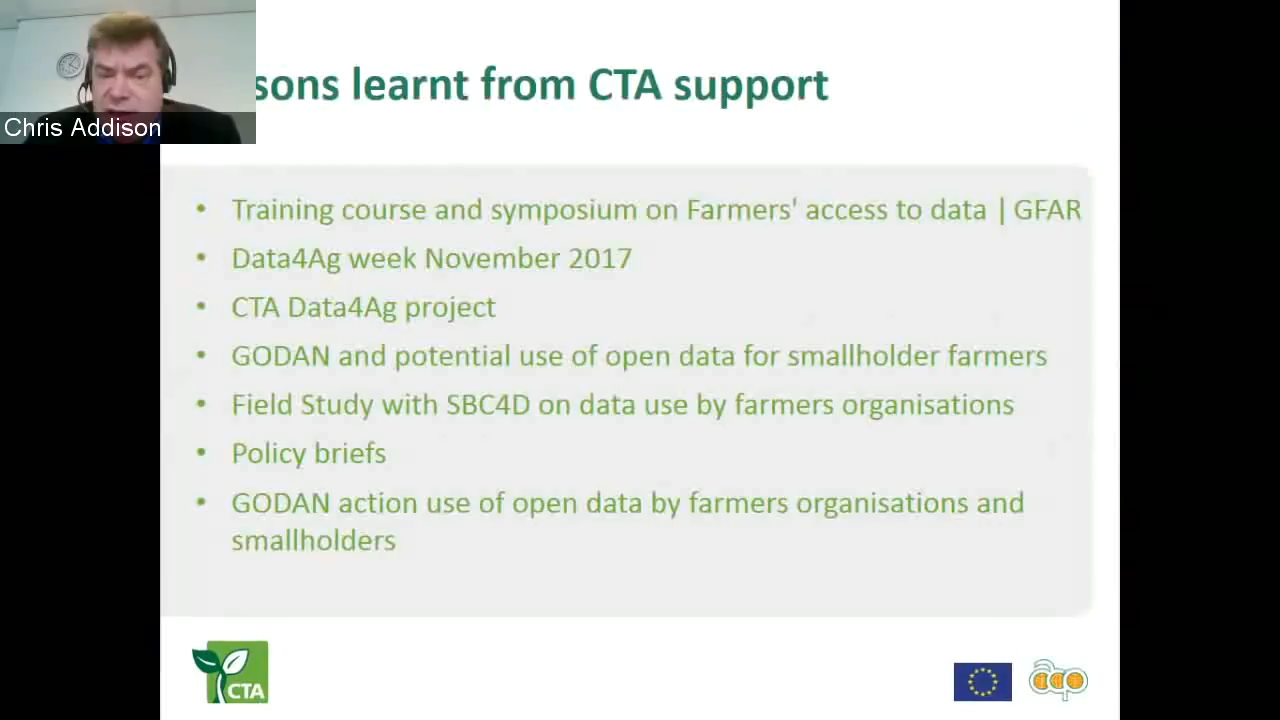 sons learnt from CTA support
Chris Addison
• Training course and symposium on Farmers' access to data | GFAR
• Data4Ag week November 2017
• CTA Data4Ag project
• GODAN and potential use of open data for smallholder farmers
• Field Study with SBC4D on data use by farmers organisations
• Policy briefs
• GODAN action use of open data by farmers organisations and
smallholders
CTA
acp